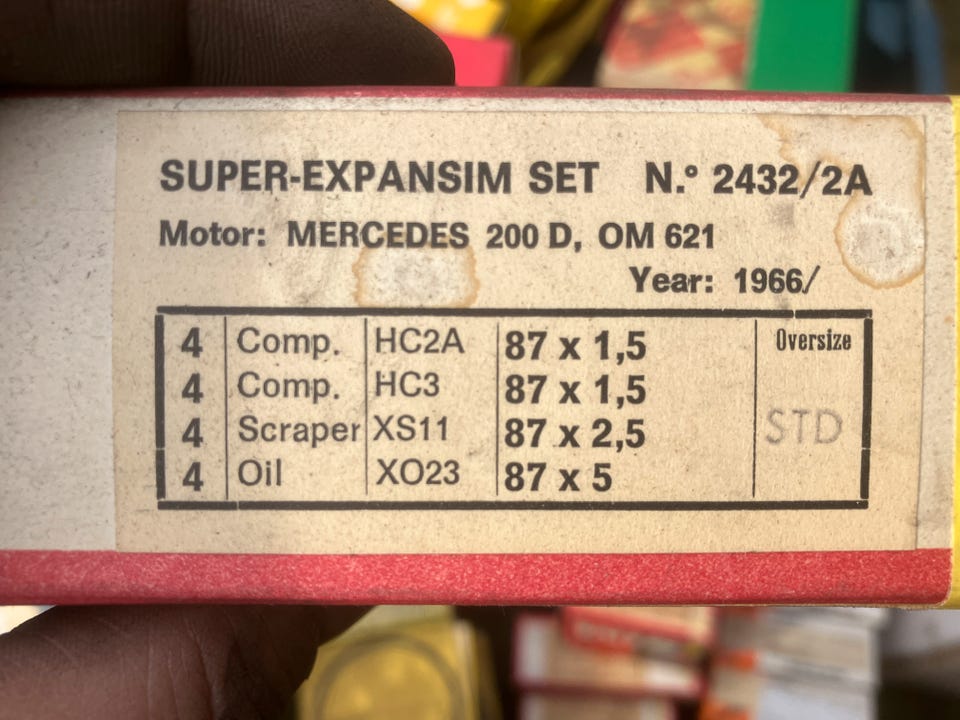 SUPER-EXPANSIM SET N.° 2432/2A
Motor: MERCEDES 200 D, OM 621
Year: 1966/
4 Comp. HC2A 87 x 1,5 Oversize
4 Comp. HC3 87 x 1,5
4 Scraper XS11 87 x 2,5 STD
4 Oil XO23 87 x 5